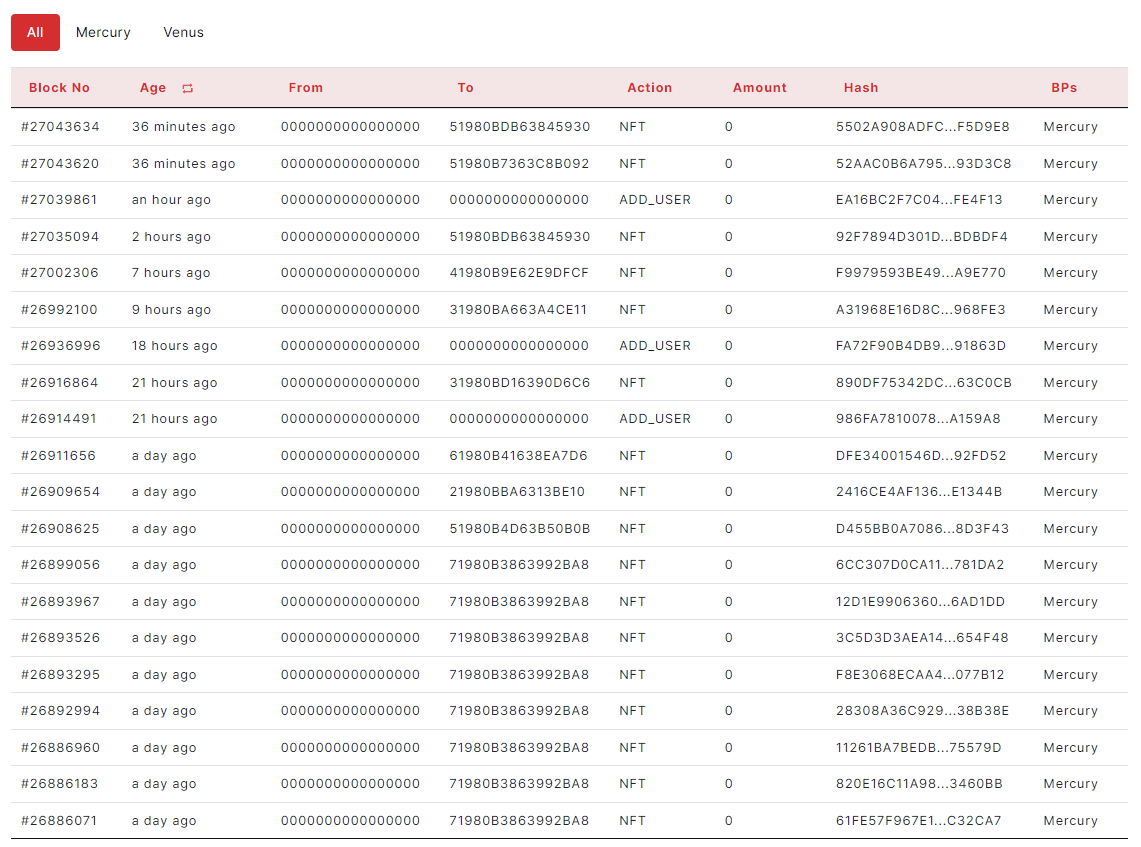 All Mercury Venus
Block No Age From To Action Amount Hash BPs
#27043634 36 minutes ago 0000000000000000 51980BDB63845930 NFT 0 5502A908ADFC...F5D9E8 Mercury
#27043620 36 minutes ago 0000000000000000 51980B7363C8B092 NFT 0 52AAC0B6A795...93D3C8 Mercury
#27039861 an hour ago 0000000000000000 0000000000000000 ADD_USER 0 EA16BC2F7C04...FE4F13 Mercury
#27035094 2 hours ago 0000000000000000 51980BDB63845930 NFT 0 92F7894D301D...BDBDF4 Mercury
#27002306 7 hours ago 0000000000000000 41980B9E62E9DFCF NFT 0 F9979593BE49...A9E770 Mercury
#26992100 9 hours ago 0000000000000000 31980BA663A4CE11 NFT 0 A31968E16D8C...968FE3 Mercury
#26936996 18 hours ago 0000000000000000 0000000000000000 ADD_USER 0 FA72F90B4DB9...91863D Mercury
#26916864 21 hours ago 0000000000000000 31980BD16390D6C6 NFT 0 890DF75342DC...63C0CB Mercury
#26914491 21 hours ago 0000000000000000 0000000000000000 ADD_USER 0 986FA7810078...A159A8 Mercury
#26911656 a day ago 0000000000000000 61980B41638EA7D6 NFT 0 DFE34001546D...92FD52 Mercury
#26909654 a day ago 0000000000000000 21980BBA6313BE10 NFT 0 2416CE4AF136...E1344B Mercury
#26908625 a day ago 0000000000000000 51980B4D63B50B0B NFT 0 D455BB0A7086...8D3F43 Mercury
#26899056 a day ago 0000000000000000 71980B3863992BA8 NFT 0 6CC307D0CA11...781DA2 Mercury
#26893967 a day ago 0000000000000000 71980B3863992BA8 NFT 0 12D1E9906360...6AD1DD Mercury
#26893526 a day ago 0000000000000000 71980B3863992BA8 NFT 0 3C5D3D3AEA14...654F48 Mercury
#26893295 a day ago 0000000000000000 71980B3863992BA8 NFT 0 F8E3068ECAA4...077B12 Mercury
#26892994 a day ago 0000000000000000 71980B3863992BA8 NFT 0 28308A36C929...38B38E Mercury
#26886960 a day ago 0000000000000000 71980B3863992BA8 NFT 0 11261BA7BEDB...75579D Mercury
#26886183 a day ago 0000000000000000 71980B3863992BA8 NFT 0 820E16C11A98...3460BB Mercury
#26886071 a day ago 0000000000000000 71980B3863992BA8 NFT 0 61FE57F967E1...C32CA7 Mercury